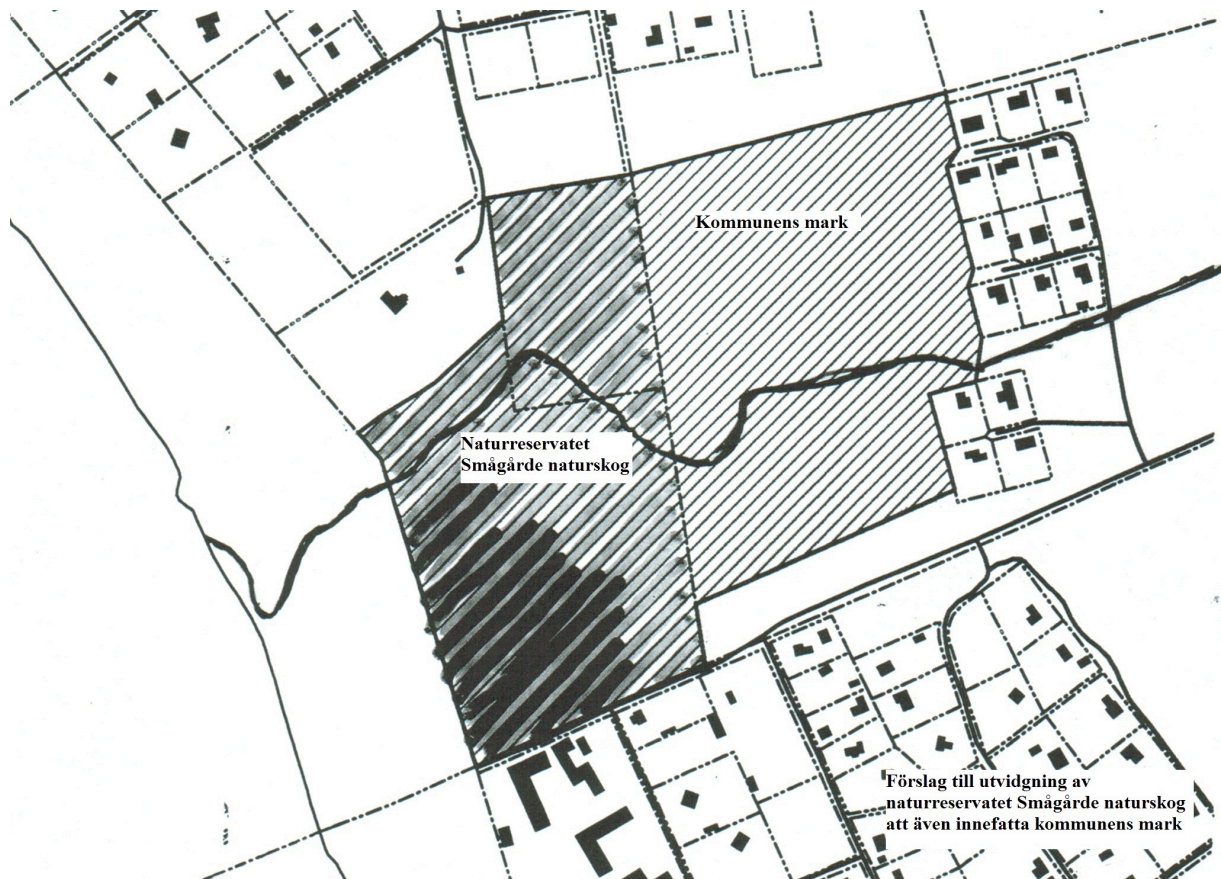 Kommunens mark
Naturreservatet
Smågårde naturskog
Förslag till utvidgning av
naturreservatet Smågårde naturskog
att även innefatta kommunens mark